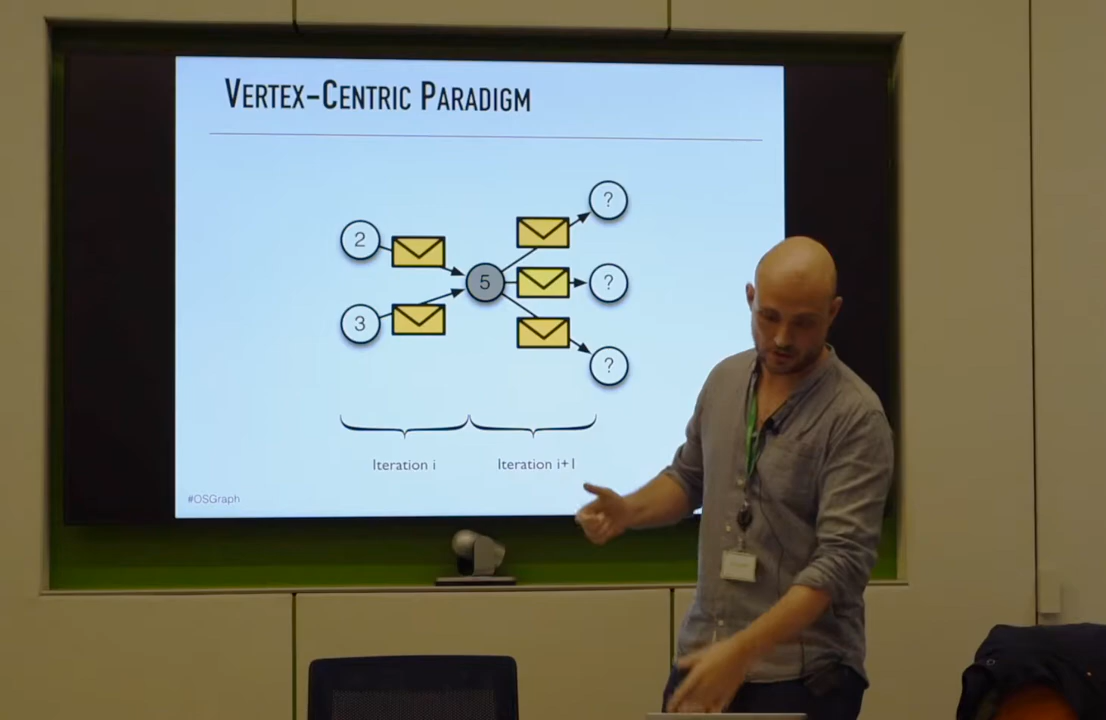 VERTEX-CENTRIC PARADIGM
?
2
5
?
3
?
Iteration i
Iteration i+1
#OSGraph